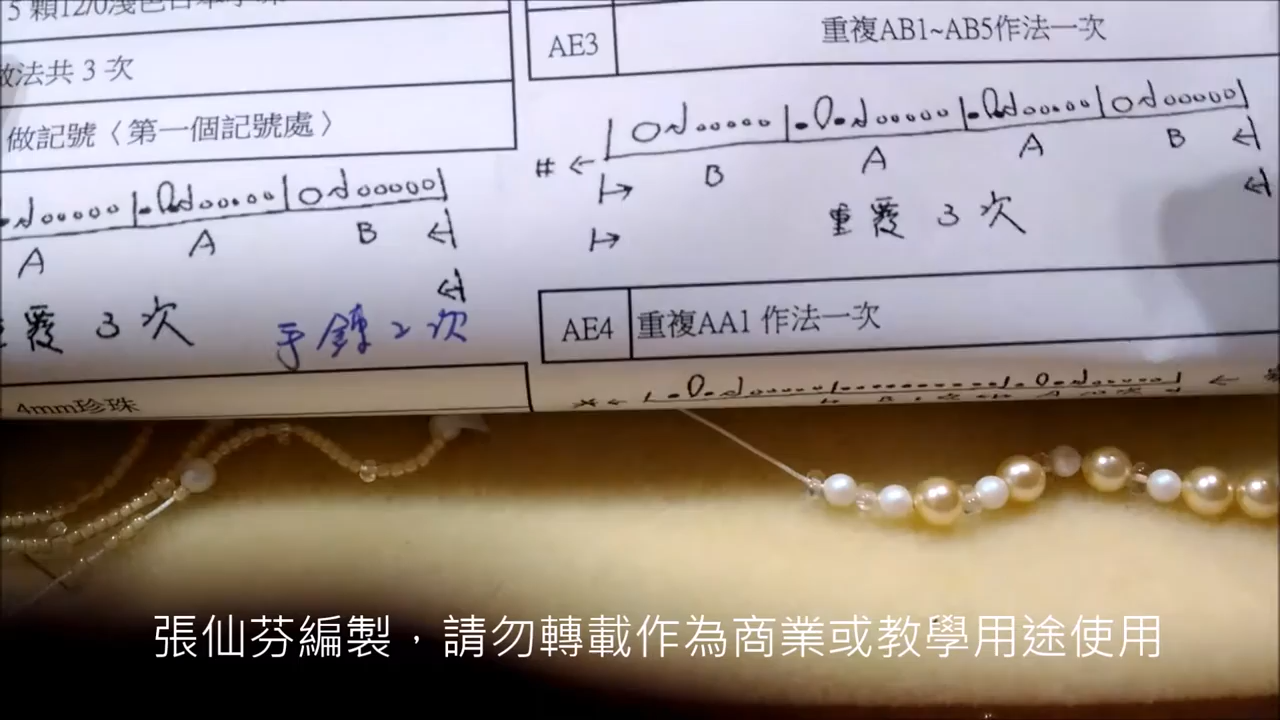 5 顆12/0淺色日本小珠
做法共 3 次
做記號〈第一個記號處〉
A A B
重覆 3 次
手鍊2次
4mm珍珠
AE3 重複AB1~AB5作法一次
# B A A B
重覆 3 次
AE4 重複AA1 作法一次
張仙芬編製，請勿轉載作為商業或教學用途使用